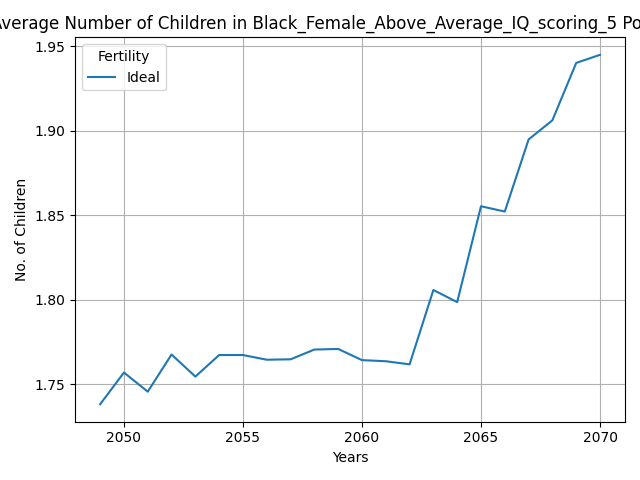 Average Number of Children in Black_Female_Above_Average_IQ_scoring_5 Po
Fertility
Ideal
1.95
1.90
1.85
1.80
1.75
No. of Children
2050 2055 2060 2065 2070
Years